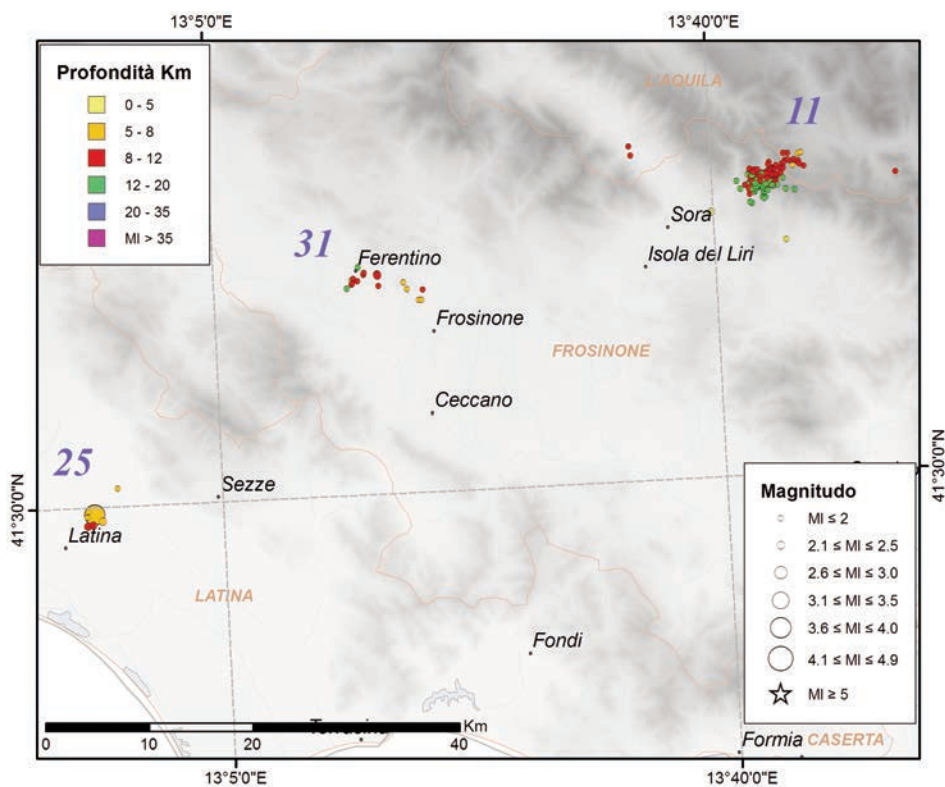 13°5'0"E
13°40'0"E
Profondità Km
0 - 5
5 - 8
8 - 12
12 - 20
20 - 35
Ml > 35
L'AQUILA
11
Sora
31
Ferentino
Isola del Liri
Frosinone
FROSINONE
Ceccano
25
Sezze
41°30'0"N
41°30'0"N
Latina
LATINA
Fondi
Magnitudo
Ml ≤ 2
2.1 ≤ Ml ≤ 2.5
2.6 ≤ Ml ≤ 3.0
3.1 ≤ Ml ≤ 3.5
3.6 ≤ Ml ≤ 4.0
4.1 ≤ Ml ≤ 4.9
Ml ≥ 5
Km
0 10 20 40
Formia
CASERTA
13°5'0"E
13°40'0"E